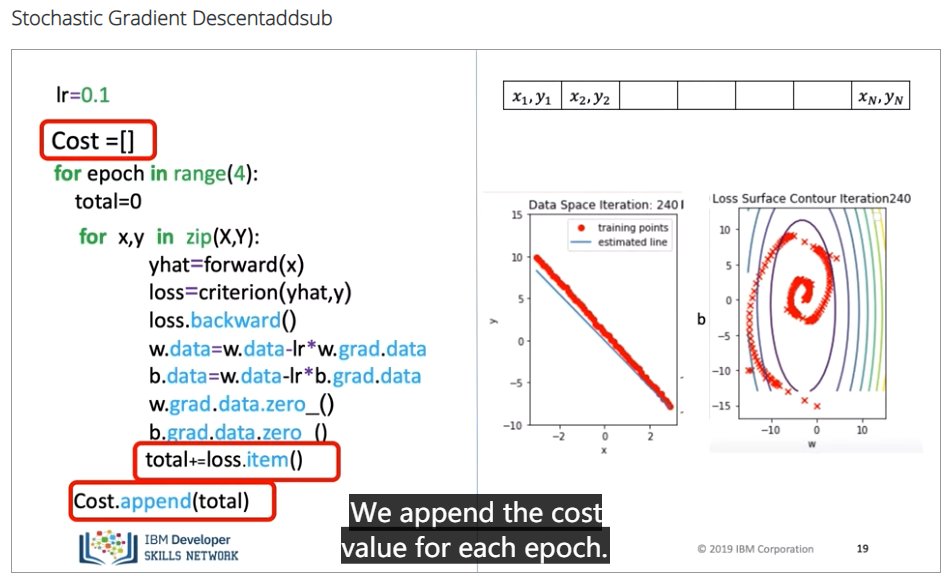 Stochastic Gradient Descentaddsub
lr=0.1
Cost =[]
for epoch in range(4):
total=0
for x,y in zip(X,Y):
yhat=forward(x)
loss=criterion(yhat,y)
loss.backward()
w.data=w.data-lr*w.grad.data
b.data=w.data-lr*b.grad.data
w.grad.data.zero_()
b.grad.data.zero_()
total+=loss.item()
Cost.append(total)
IBM Developer
SKILLS NETWORK
x₁, y₁ x₂, y₂ x_N, y_N
Data Space Iteration: 240
training points
estimated line
15
10
5
0
−5
−10
y
−2 0 2
x
Loss Surface Contour Iteration240
10
5
0
−5
−10
−15
b
−10 0 10
w
We append the cost
value for each epoch.
© 2019 IBM Corporation
19